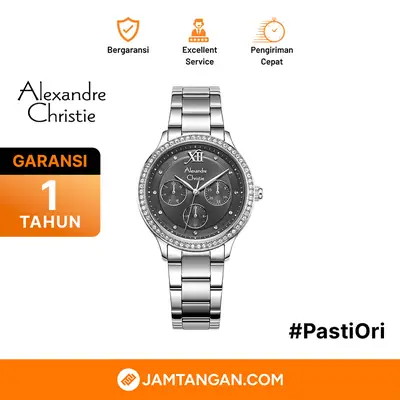 Bergaransi
Excellent
Service
Pengiriman
Cepat
Alexandre
Christie
GARANSI
1
TAHUN
XII
Alexandre
Christie
#PastiOri
JAMTANGAN.COM